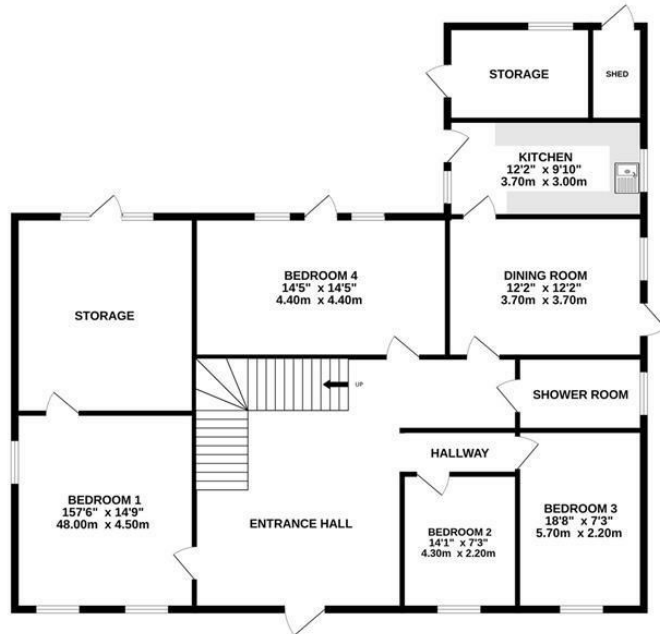 STORAGE
SHED
KITCHEN
12'2" x 9'10"
3.70m x 3.00m
BEDROOM 4
14'5" x 14'5"
4.40m x 4.40m
DINING ROOM
12'2" x 12'2"
3.70m x 3.70m
STORAGE
UP
SHOWER ROOM
HALLWAY
BEDROOM 1
157'6" x 14'9"
48.00m x 4.50m
ENTRANCE HALL
BEDROOM 2
14'1" x 7'3"
4.30m x 2.20m
BEDROOM 3
18'8" x 7'3"
5.70m x 2.20m